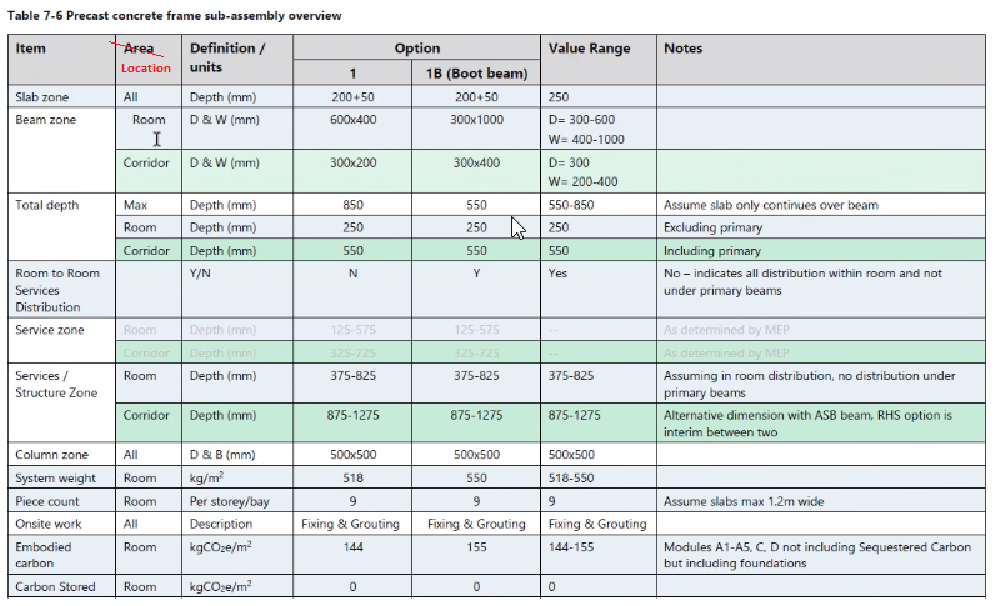 Table 7-6 Precast concrete frame sub-assembly overview
Item Area Definition / Option Value Range Notes
Location units
1 1B (Boot beam)
Slab zone All Depth (mm) 200+50 200+50 250
Beam zone Room D & W (mm) 600x400 300x1000 D= 300-600
W= 400-1000
Corridor D & W (mm) 300x200 300x400 D= 300
W= 200-400
Total depth Max Depth (mm) 850 550 550-850 Assume slab only continues over beam
Room Depth (mm) 250 250 250 Excluding primary
Corridor Depth (mm) 550 550 550 Including primary
Room to Room Y/N N Y Yes No – indicates all distribution within room and not
Services under primary beams
Distribution
Service zone Room Depth (mm) 125-575 125-575 -- As determined by MEP
Corridor Depth (mm) 325-725 325-725 -- As determined by MEP
Services / Room Depth (mm) 375-825 375-825 375-825 Assuming in room distribution, no distribution under
Structure Zone primary beams
Corridor Depth (mm) 875-1275 875-1275 875-1275 Alternative dimension with ASB beam, RHS option is
interim between two
Column zone All D & B (mm) 500x500 500x500 500x500
System weight Room kg/m² 518 550 518-550
Piece count Room Per storey/bay 9 9 9 Assume slabs max 1.2m wide
Onsite work All Description Fixing & Grouting Fixing & Grouting Fixing & Grouting
Embodied Room kgCO₂e/m² 144 155 144-155 Modules A1-A5, C, D not including Sequestered Carbon
carbon but including foundations
Carbon Stored Room kgCO₂e/m² 0 0 0